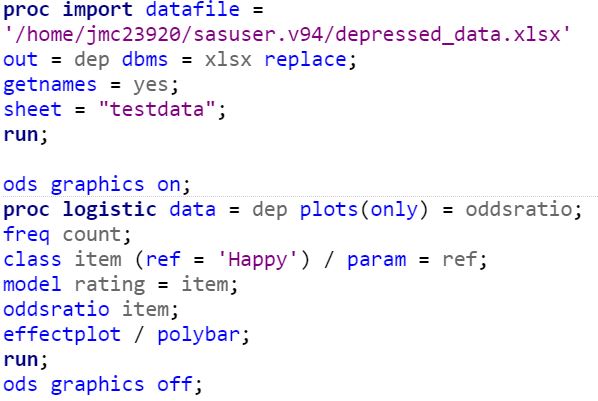 proc import datafile =
'/home/jmc23920/sasuser.v94/depressed_data.xlsx'
out = dep dbms = xlsx replace;
getnames = yes;
sheet = "testdata";
run;

ods graphics on;
proc logistic data = dep plots(only) = oddsratio;
freq count;
class item (ref = 'Happy') / param = ref;
model rating = item;
oddsratio item;
effectplot / polybar;
run;
ods graphics off;